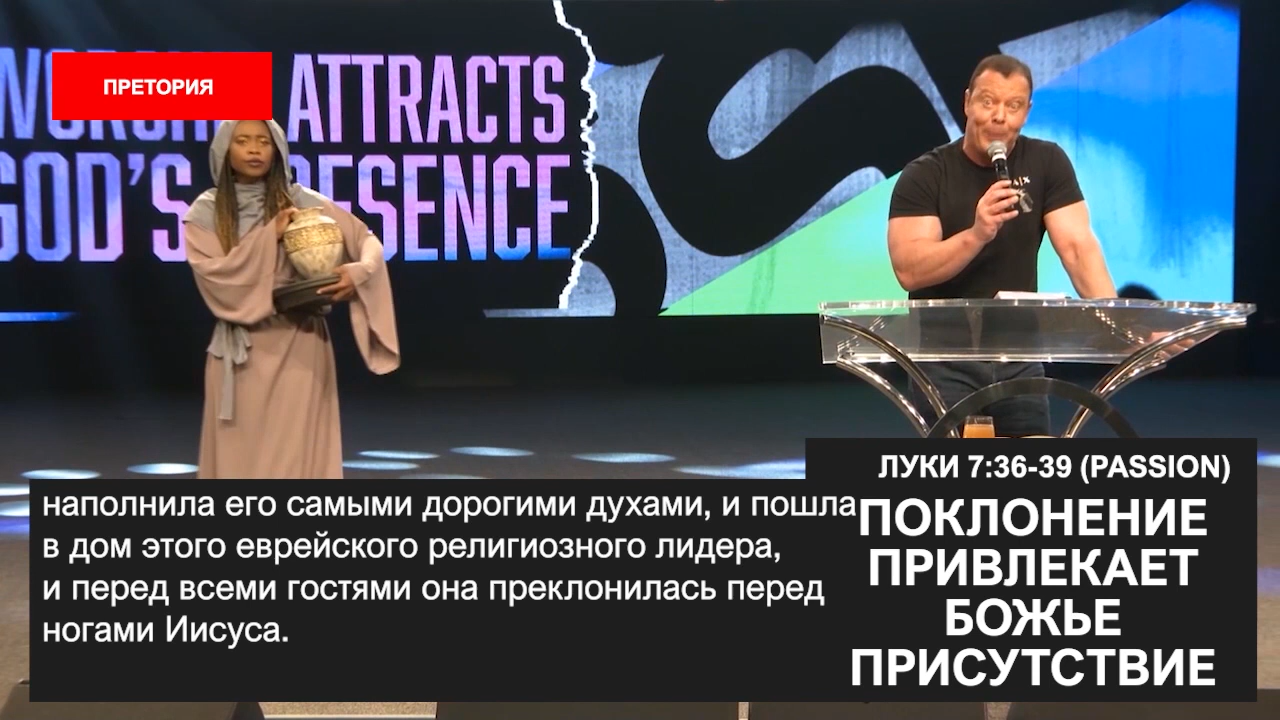 ПРЕТОРИЯ
ATTRACTS
GOD'S
наполнила его самыми дорогими духами, и пошла
в дом этого еврейского религиозного лидера,
и перед всеми гостями она преклонилась перед
ногами Иисуса.
ЛУКИ 7:36-39 (PASSION)
ПОКЛОНЕНИЕ
ПРИВЛЕКАЕТ
БОЖЬЕ
ПРИСУТСТВИЕ